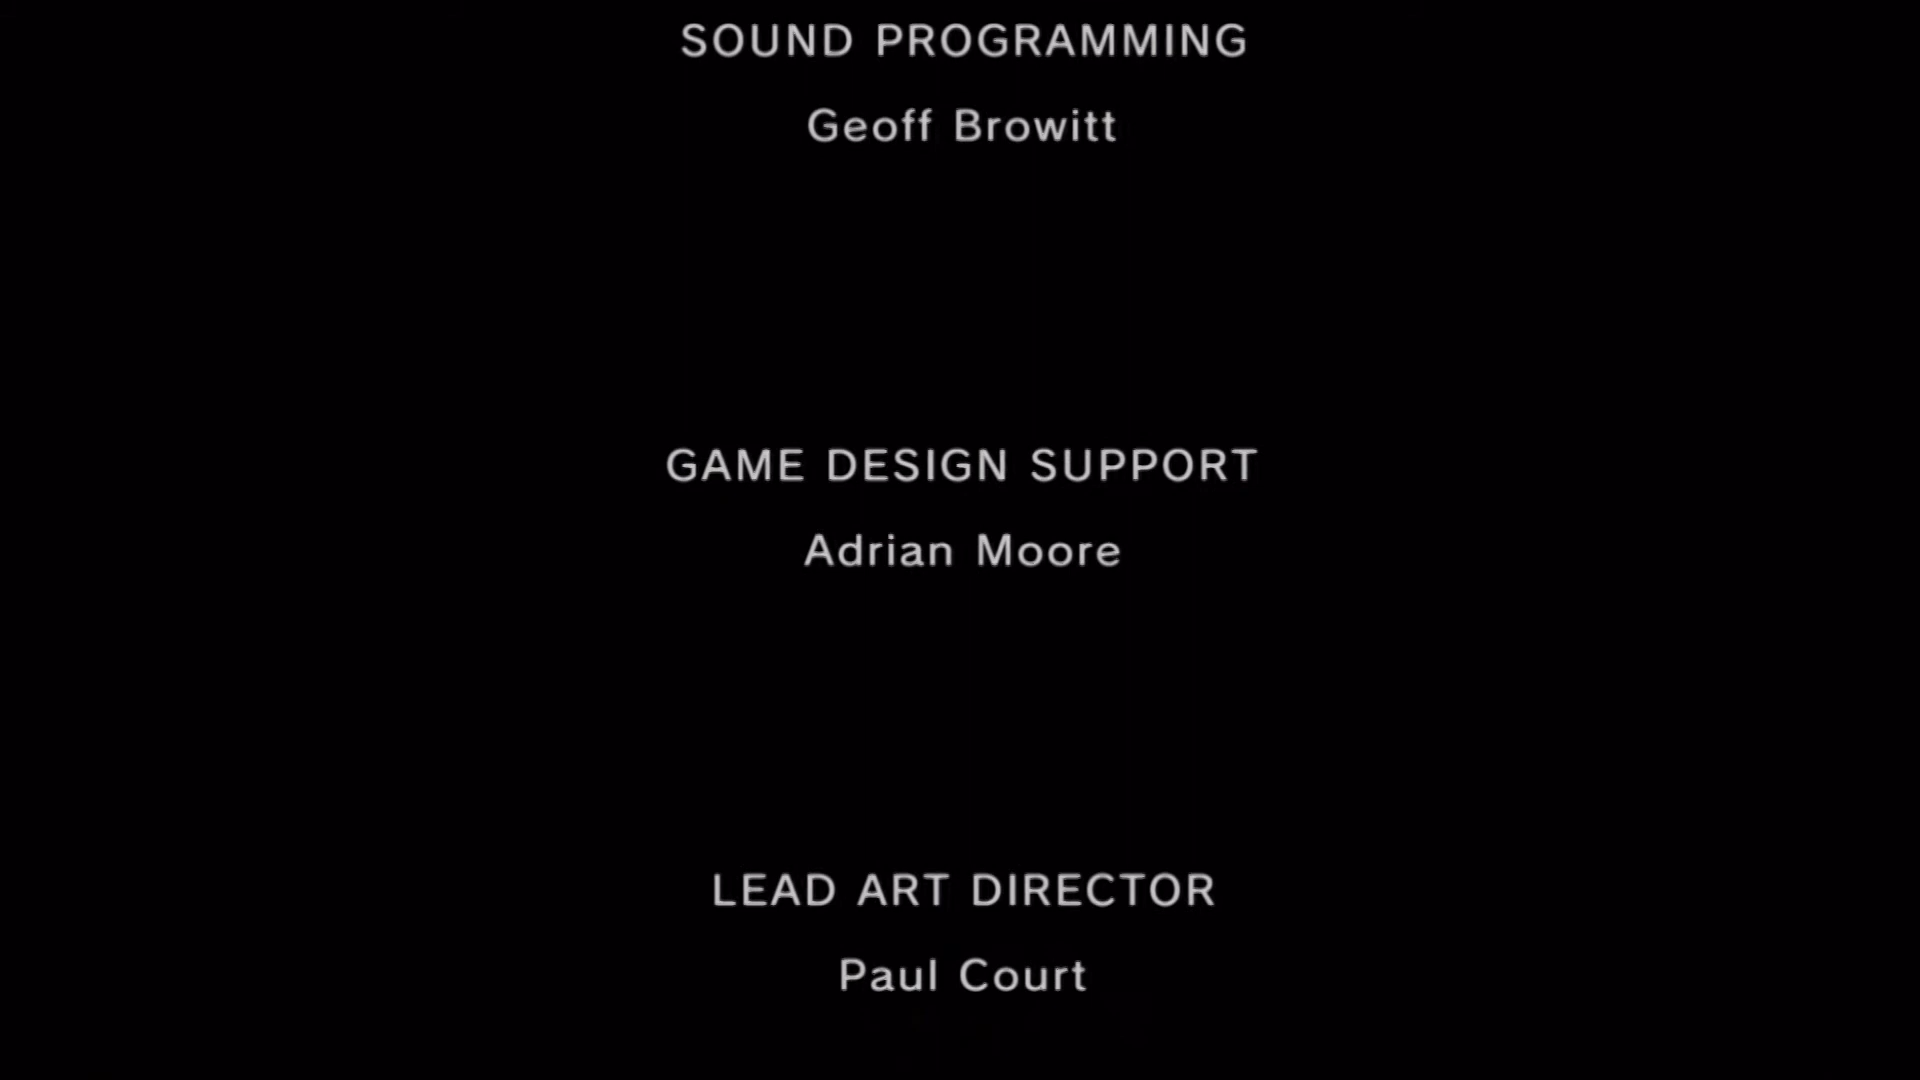 SOUND PROGRAMMING
Geoff Browitt
GAME DESIGN SUPPORT
Adrian Moore
LEAD ART DIRECTOR
Paul Court